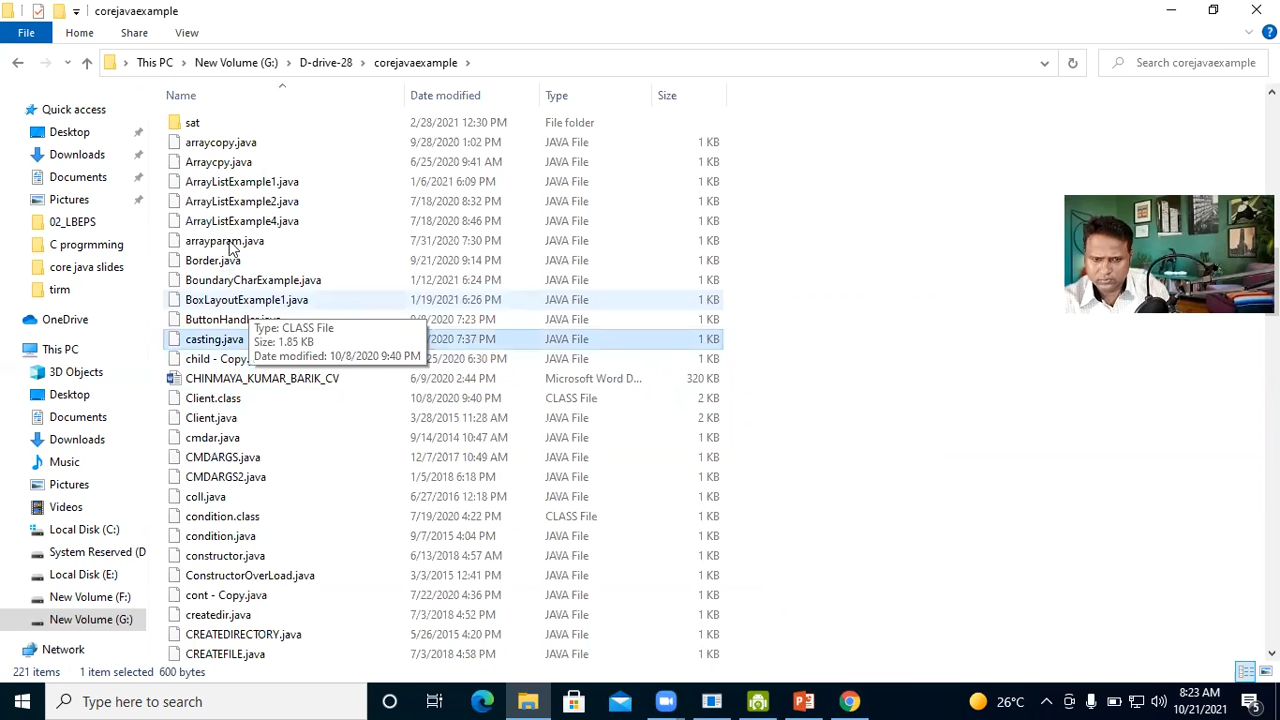 corejavaexample
File Home Share View
This PC New Volume (G:) D-drive-28 corejavaexample Search corejavaexample
Name Date modified Type Size
Quick access
Desktop
Downloads
Documents
Pictures
02_LBEPS
C progrmming
core java slides
tirm
OneDrive
This PC
3D Objects
Desktop
Documents
Downloads
Music
Pictures
Videos
Local Disk (C:)
System Reserved (D
Local Disk (E:)
New Volume (F:)
New Volume (G:)
Network
sat 2/28/2021 12:30 PM File folder
arraycopy.java 9/28/2020 1:02 PM JAVA File 1 KB
Arraycpy.java 6/25/2020 9:41 AM JAVA File 1 KB
ArrayListExample1.java 1/6/2021 6:09 PM JAVA File 1 KB
ArrayListExample2.java 7/18/2020 8:32 PM JAVA File 1 KB
ArrayListExample4.java 7/18/2020 8:46 PM JAVA File 1 KB
arrayparam.java 7/31/2020 7:30 PM JAVA File 1 KB
Border.java 9/21/2020 9:14 PM JAVA File 1 KB
BoundaryCharExample.java 1/12/2021 6:24 PM JAVA File 1 KB
BoxLayoutExample1.java 1/19/2021 6:26 PM JAVA File 1 KB
7:23 PM JAVA File 1 KB
casting.java 7:37 PM JAVA File 1 KB
child - 6:30 PM JAVA File 1 KB
CHINMAYA_KUMAR_BARIK_CV 6/9/2020 2:44 PM Microsoft Word D... 320 KB
Client.class 10/8/2020 9:40 PM CLASS File 2 KB
Client.java 3/28/2015 11:28 AM JAVA File 2 KB
cmdar.java 9/14/2014 10:47 AM JAVA File 1 KB
CMDARGS.java 12/7/2017 10:49 AM JAVA File 1 KB
CMDARGS2.java 1/5/2018 6:18 PM JAVA File 1 KB
coll.java 6/27/2016 12:18 PM JAVA File 1 KB
condition.class 7/19/2020 4:22 PM CLASS File 1 KB
condition.java 9/7/2015 4:04 PM JAVA File 1 KB
constructor.java 6/13/2018 4:57 AM JAVA File 1 KB
ConstructorOverLoad.java 3/3/2015 12:41 PM JAVA File 1 KB
cont - Copy.java 7/22/2020 4:36 PM JAVA File 1 KB
createdir.java 7/3/2018 4:52 PM JAVA File 1 KB
CREATEDIRECTORY.java 5/26/2015 4:20 PM JAVA File 1 KB
CREATEFILE.java 7/3/2018 4:58 PM JAVA File 1 KB
Type: CLASS File
Size: 1.85 KB
Date modified: 10/8/2020 9:40 PM
221 items 1 item selected 600 bytes
Type here to search 26°C 8:23 AM
10/21/2021 5